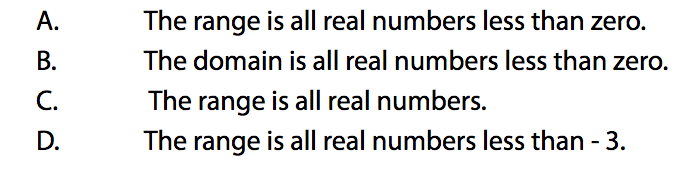 A. The range is all real numbers less than zero.
B. The domain is all real numbers less than zero.
C. The range is all real numbers.
D. The range is all real numbers less than - 3.